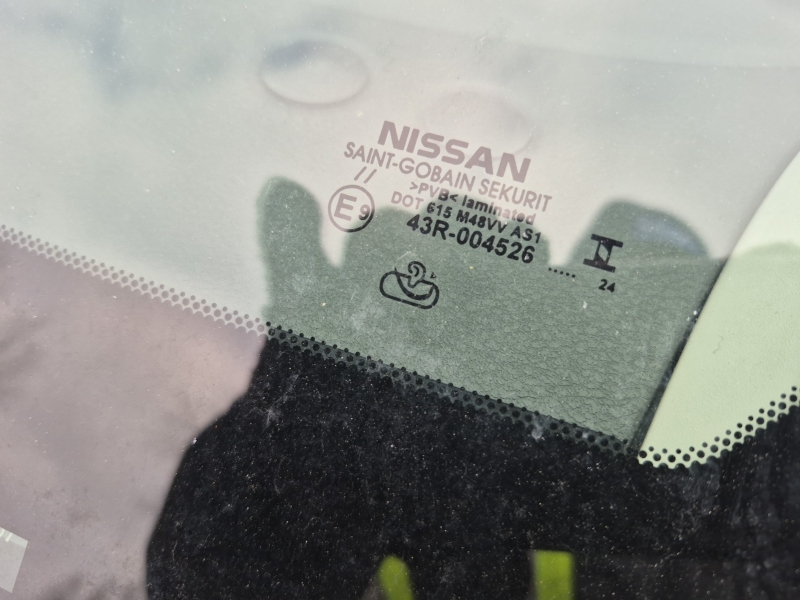 NISSAN
SAINT-GOBAIN SEKURIT
//
>PVB< laminated
E9
DOT 615 M48VV AS1
43R-004526
......
I
24